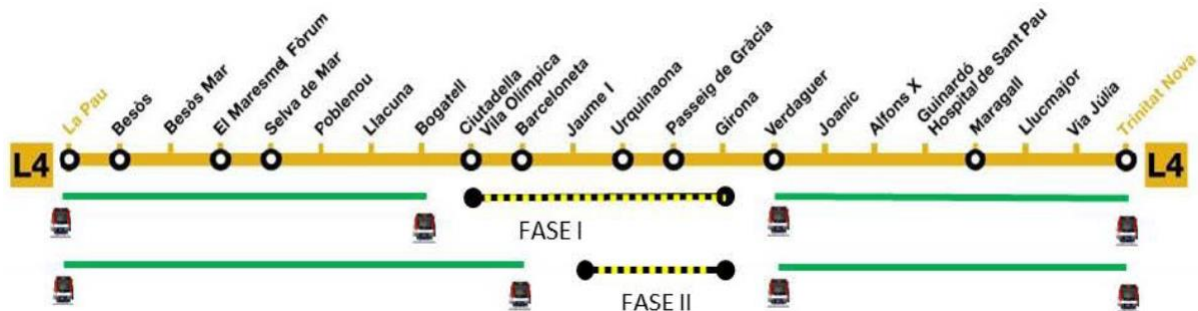 La Pau
Besòs
Besòs Mar
El Maresme| Fòrum
Selva de Mar
Poblenou
Llacuna
Bogatell
Ciutadella
Vila Olímpica
Barceloneta
Jaume I
Urquinaona
Passeig de Gràcia
Girona
Verdaguer
Joanic
Alfons X
Guinardó
Hospital de Sant Pau
Maragall
Llucmajor
Via Júlia
Trinitat Nova
L4
L4
FASE I
FASE II